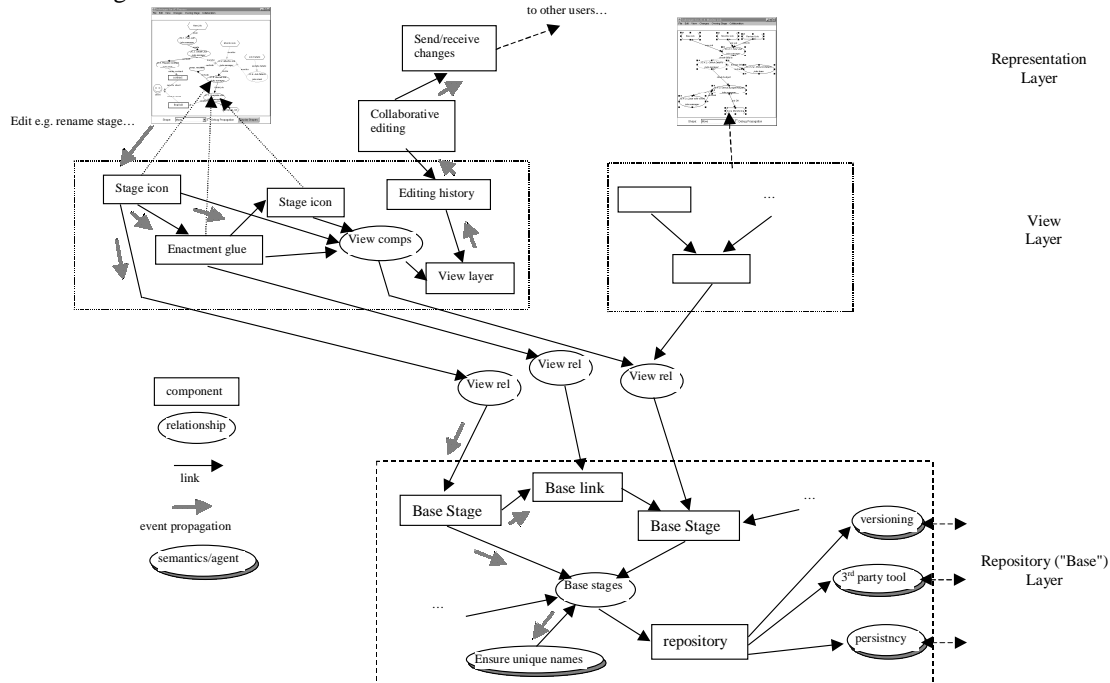 to other users…
Send/receive
changes
Representation
Layer
Collaborative
editing
Edit e.g. rename stage…
Stage icon
Stage icon
Editing history
…
View
Layer
Enactment glue
View comps
View layer
View rel
View rel
View rel
component
relationship
link
event propagation
semantics/agent
Base Stage
Base link
Base Stage
…
versioning
Repository ("Base")
Layer
3rd party tool
Base stages
…
repository
persistncy
Ensure unique names